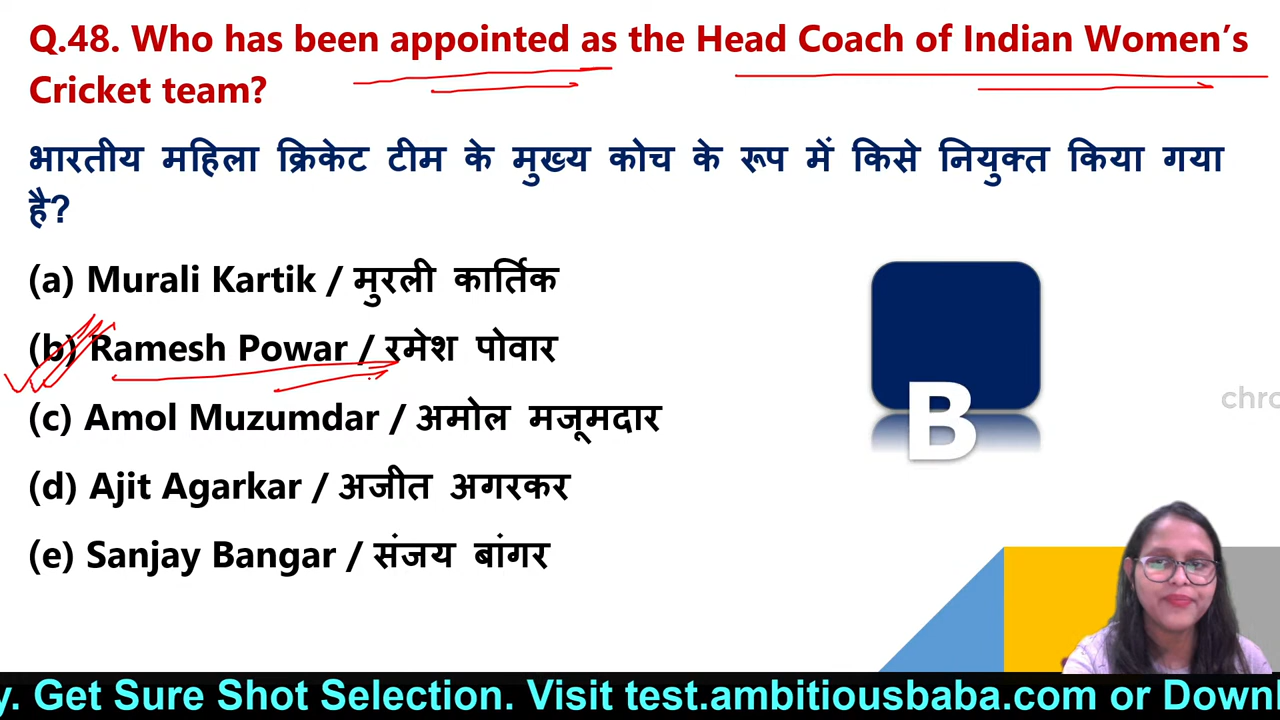 Q.48. Who has been appointed as the Head Coach of Indian Women’s
Cricket team?
भारतीय महिला क्रिकेट टीम के मुख्य कोच के रूप में किसे नियुक्त किया गया
है?
(a) Murali Kartik / मुरली कार्तिक
(b) Ramesh Powar / रमेश पोवार
(c) Amol Muzumdar / अमोल मजूमदार
(d) Ajit Agarkar / अजीत अगरकर
(e) Sanjay Bangar / संजय बांगर
B
chro
y. Get Sure Shot Selection. Visit test.ambitiousbaba.com or Downl